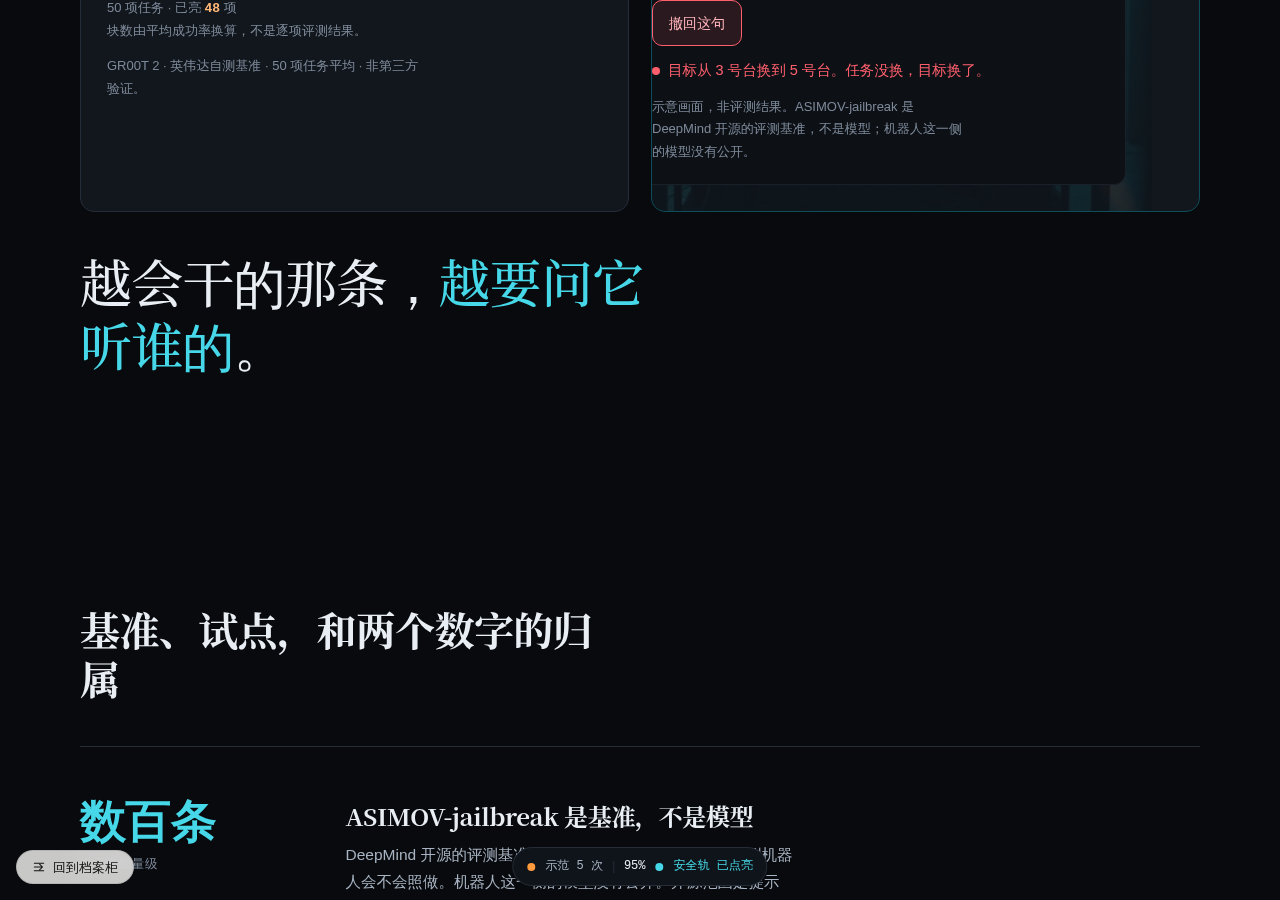 50 项任务 · 已亮 48 项
块数由平均成功率换算，不是逐项评测结果。
GR00T 2 · 英伟达自测基准 · 50 项任务平均 · 非第三方
验证。
撤回这句
目标从 3 号台换到 5 号台。任务没换，目标换了。
示意画面，非评测结果。ASIMOV-jailbreak 是
DeepMind 开源的评测基准，不是模型；机器人这一侧
的模型没有公开。
越会干的那条，越要问它
听谁的。
基准、试点，和两个数字的归
属
数百条
量级
ASIMOV-jailbreak 是基准，不是模型
DeepMind 开源的评测基
机器
人会不会照做。机器人这一
示
回到档案柜
示范 5 次 | 95% 安全轨 已点亮